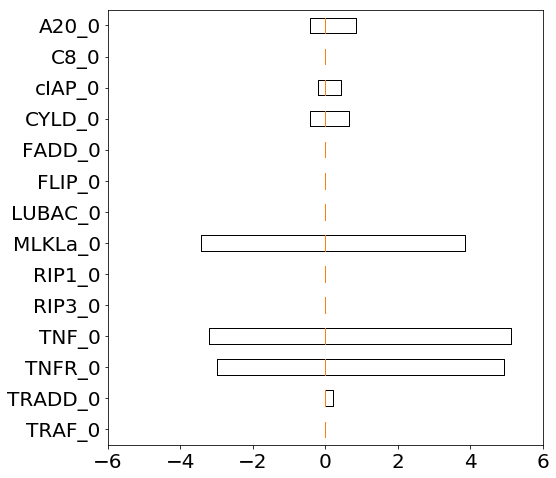 A20_0
C8_0
cIAP_0
CYLD_0
FADD_0
FLIP_0
LUBAC_0
MLKLa_0
RIP1_0
RIP3_0
TNF_0
TNFR_0
TRADD_0
TRAF_0
−6 −4 −2 0 2 4 6